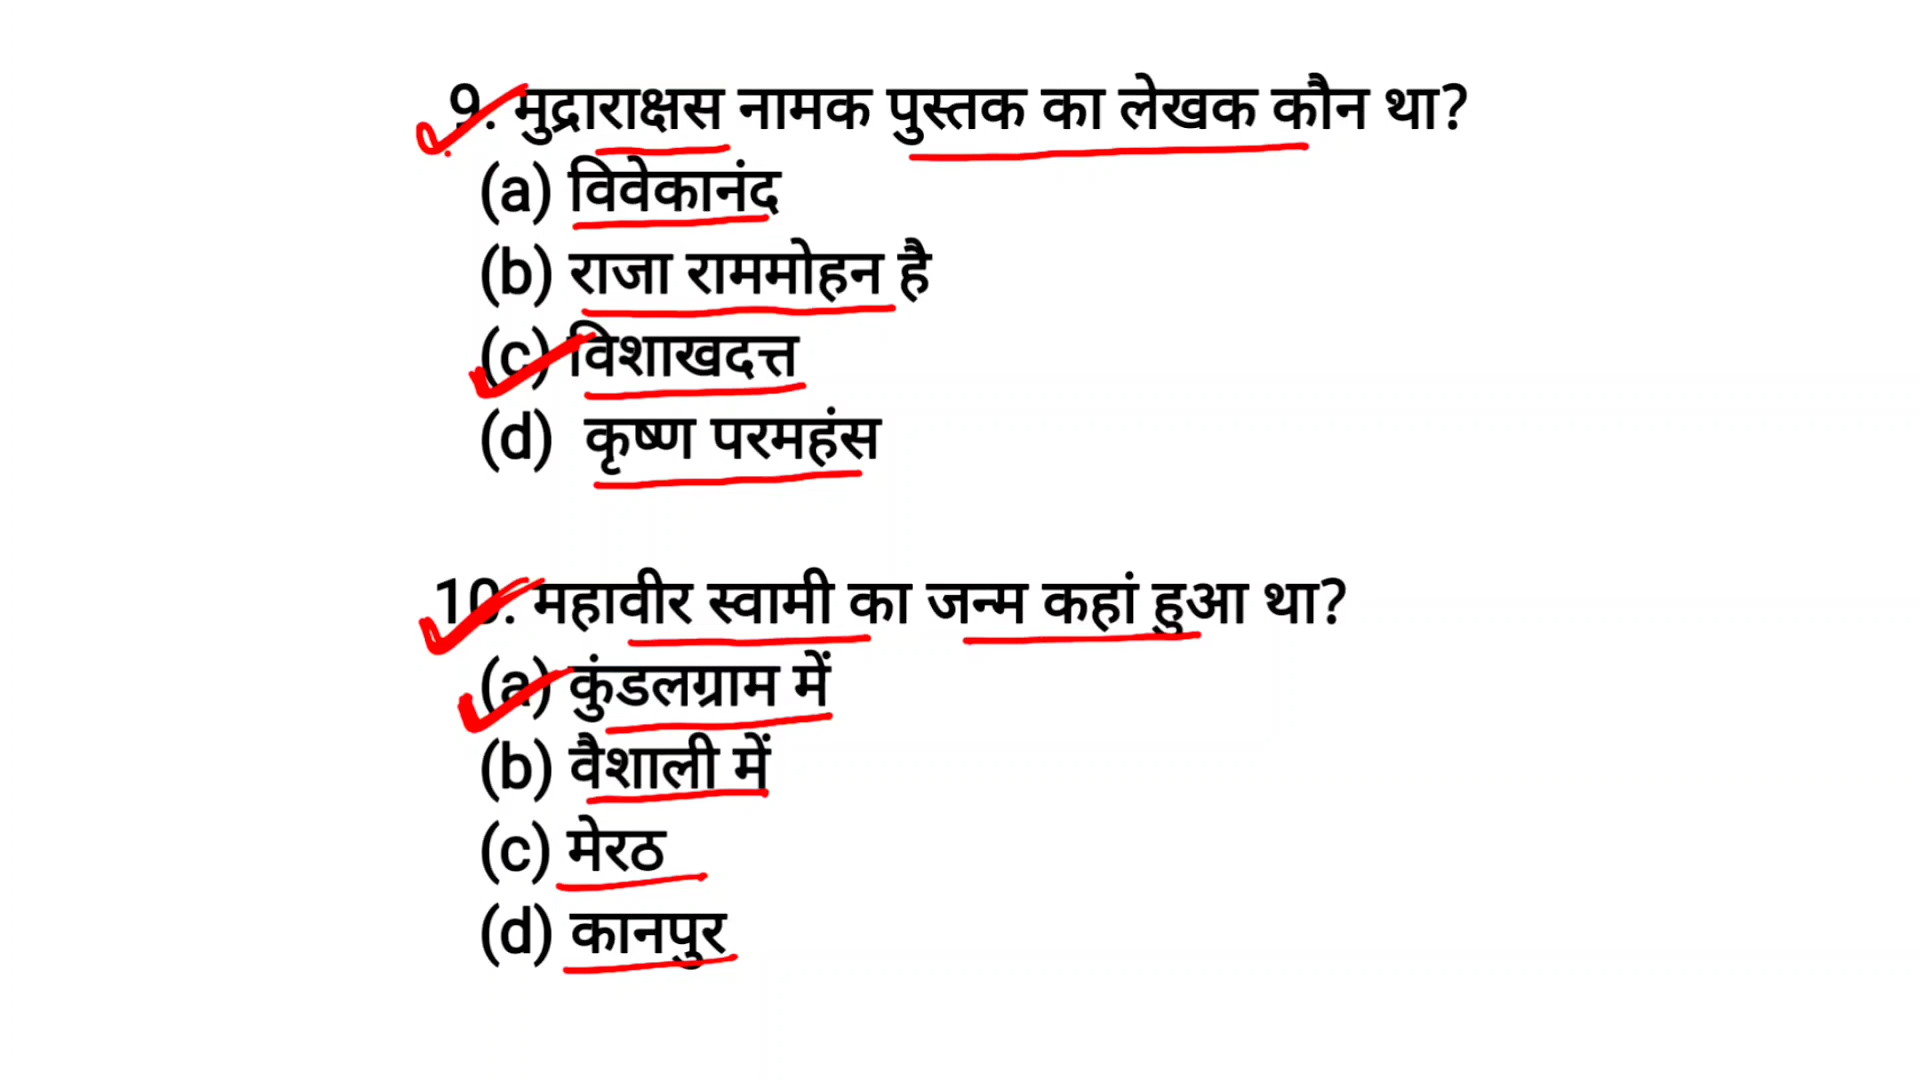 9. मुद्राराक्षस नामक पुस्तक का लेखक कौन था?
(a) विवेकानंद
(b) राजा राममोहन है
(c) विशाखदत्त
(d) कृष्ण परमहंस
10. महावीर स्वामी का जन्म कहां हुआ था?
(a) कुंडलग्राम में
(b) वैशाली में
(c) मेरठ
(d) कानपुर